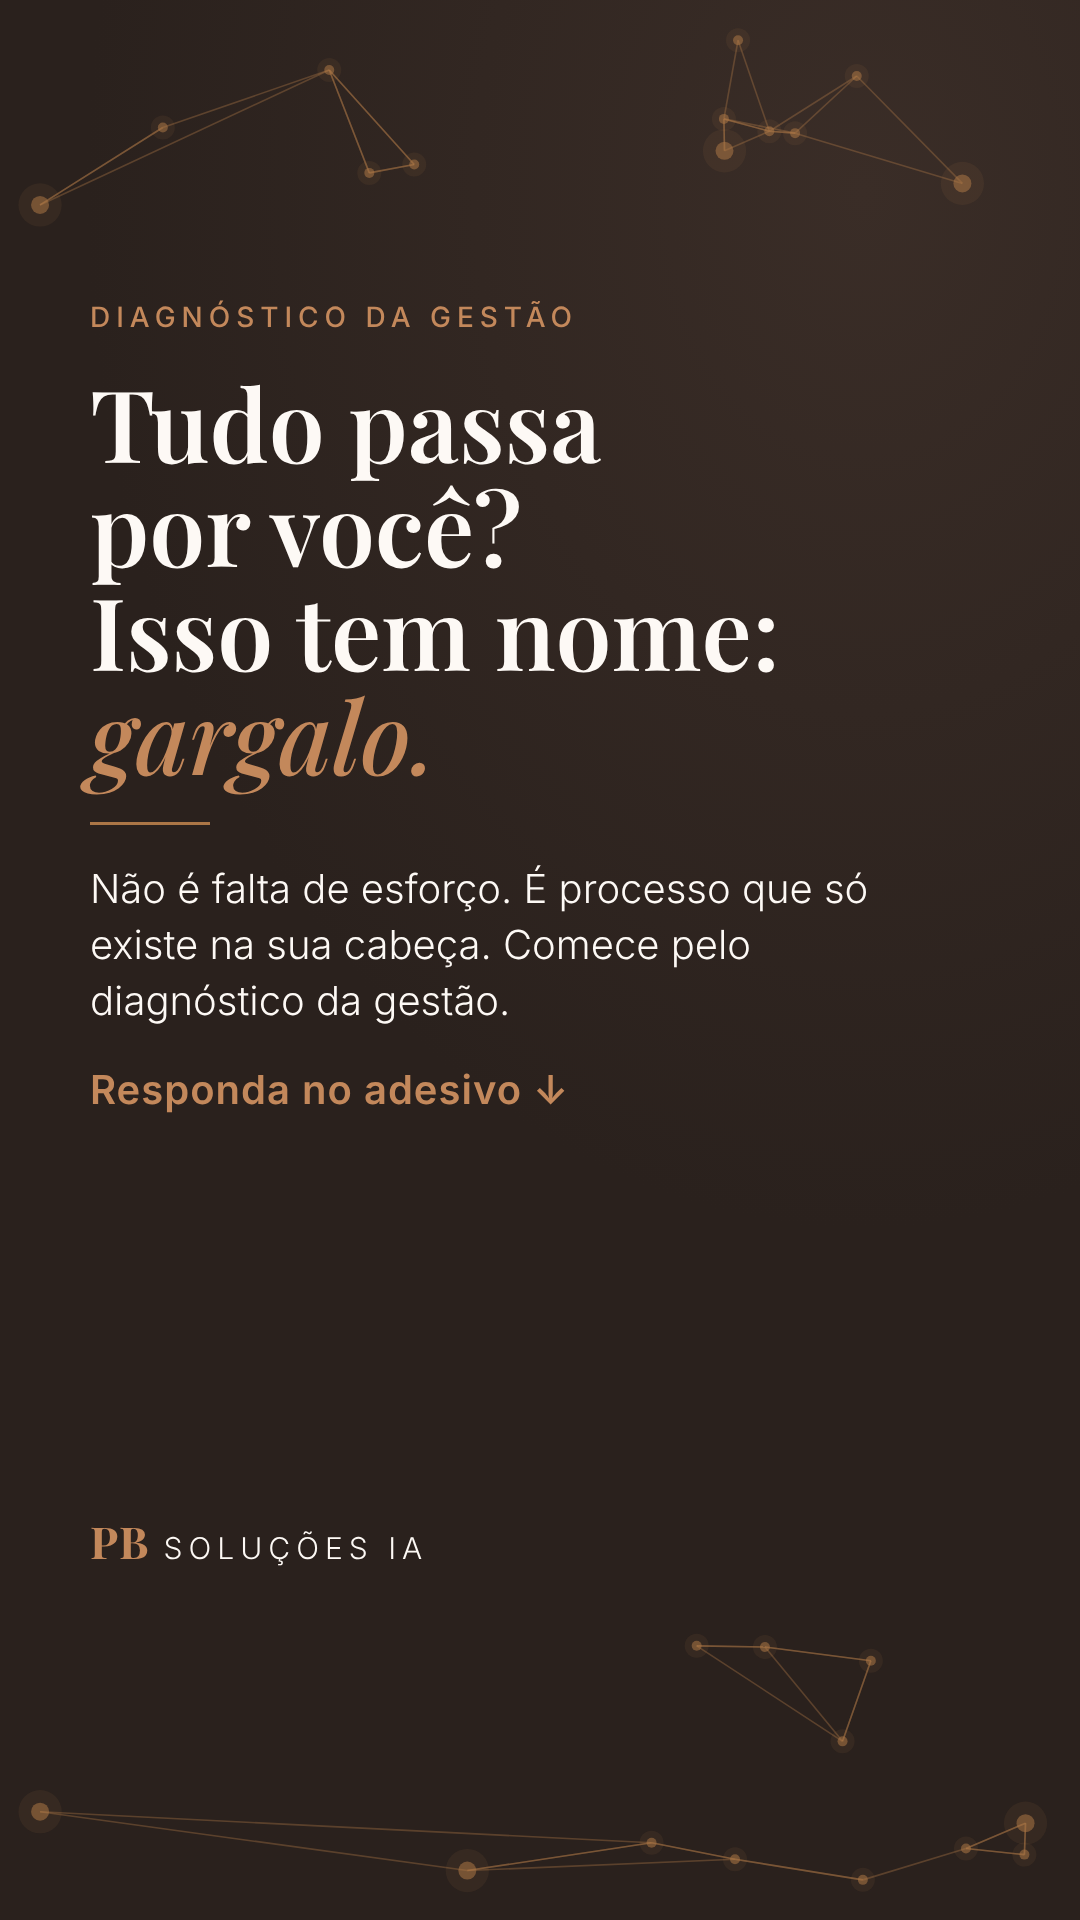 DIAGNÓSTICO DA GESTÃO
Tudo passa
por você?
Isso tem nome:
gargalo.
Não é falta de esforço. É processo que só
existe na sua cabeça. Comece pelo
diagnóstico da gestão.
Responda no adesivo ↓
PB SOLUÇÕES IA